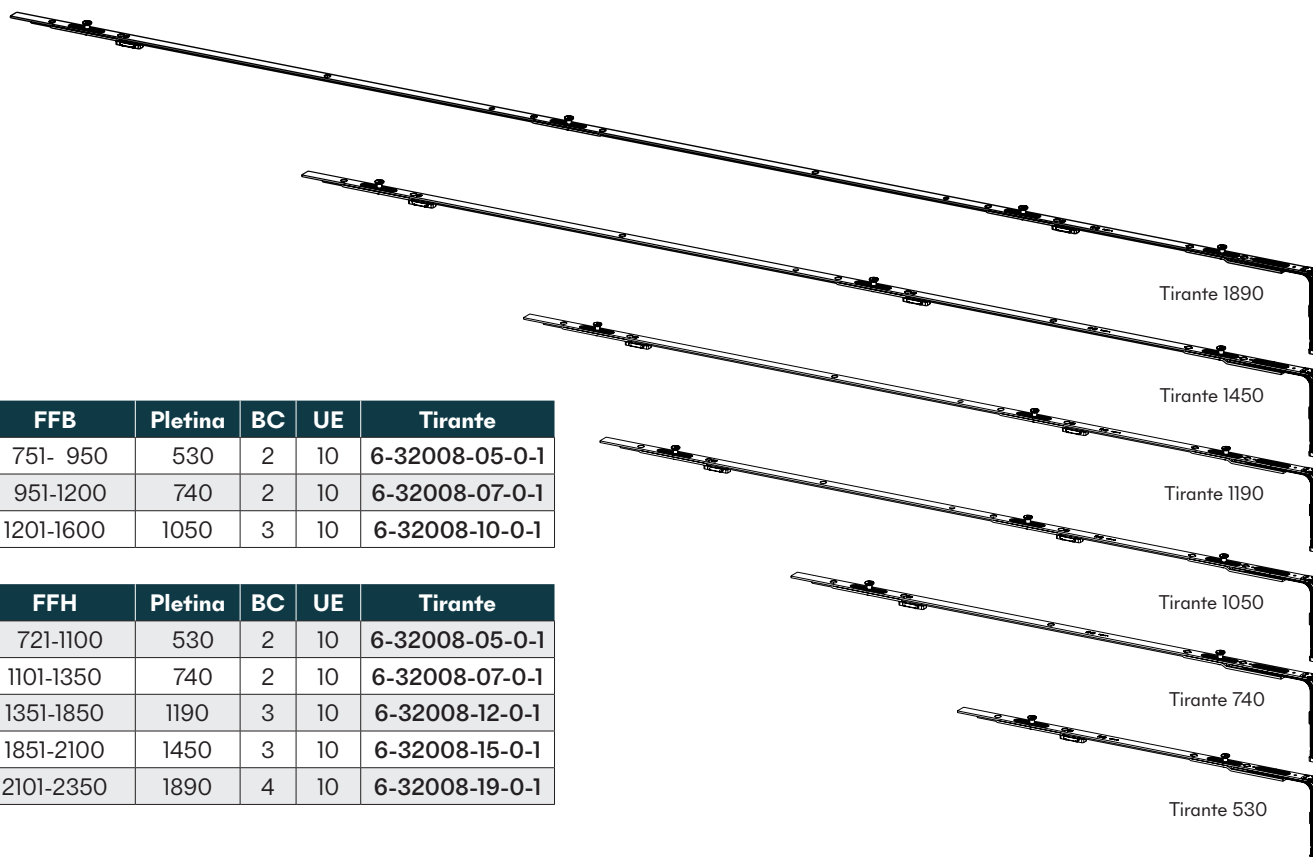 FFB Pletina BC UE Tirante
751- 950 530 2 10 6-32008-05-0-1
951-1200 740 2 10 6-32008-07-0-1
1201-1600 1050 3 10 6-32008-10-0-1
FFH Pletina BC UE Tirante
721-1100 530 2 10 6-32008-05-0-1
1101-1350 740 2 10 6-32008-07-0-1
1351-1850 1190 3 10 6-32008-12-0-1
1851-2100 1450 3 10 6-32008-15-0-1
2101-2350 1890 4 10 6-32008-19-0-1
Tirante 1890
Tirante 1450
Tirante 1190
Tirante 1050
Tirante 740
Tirante 530